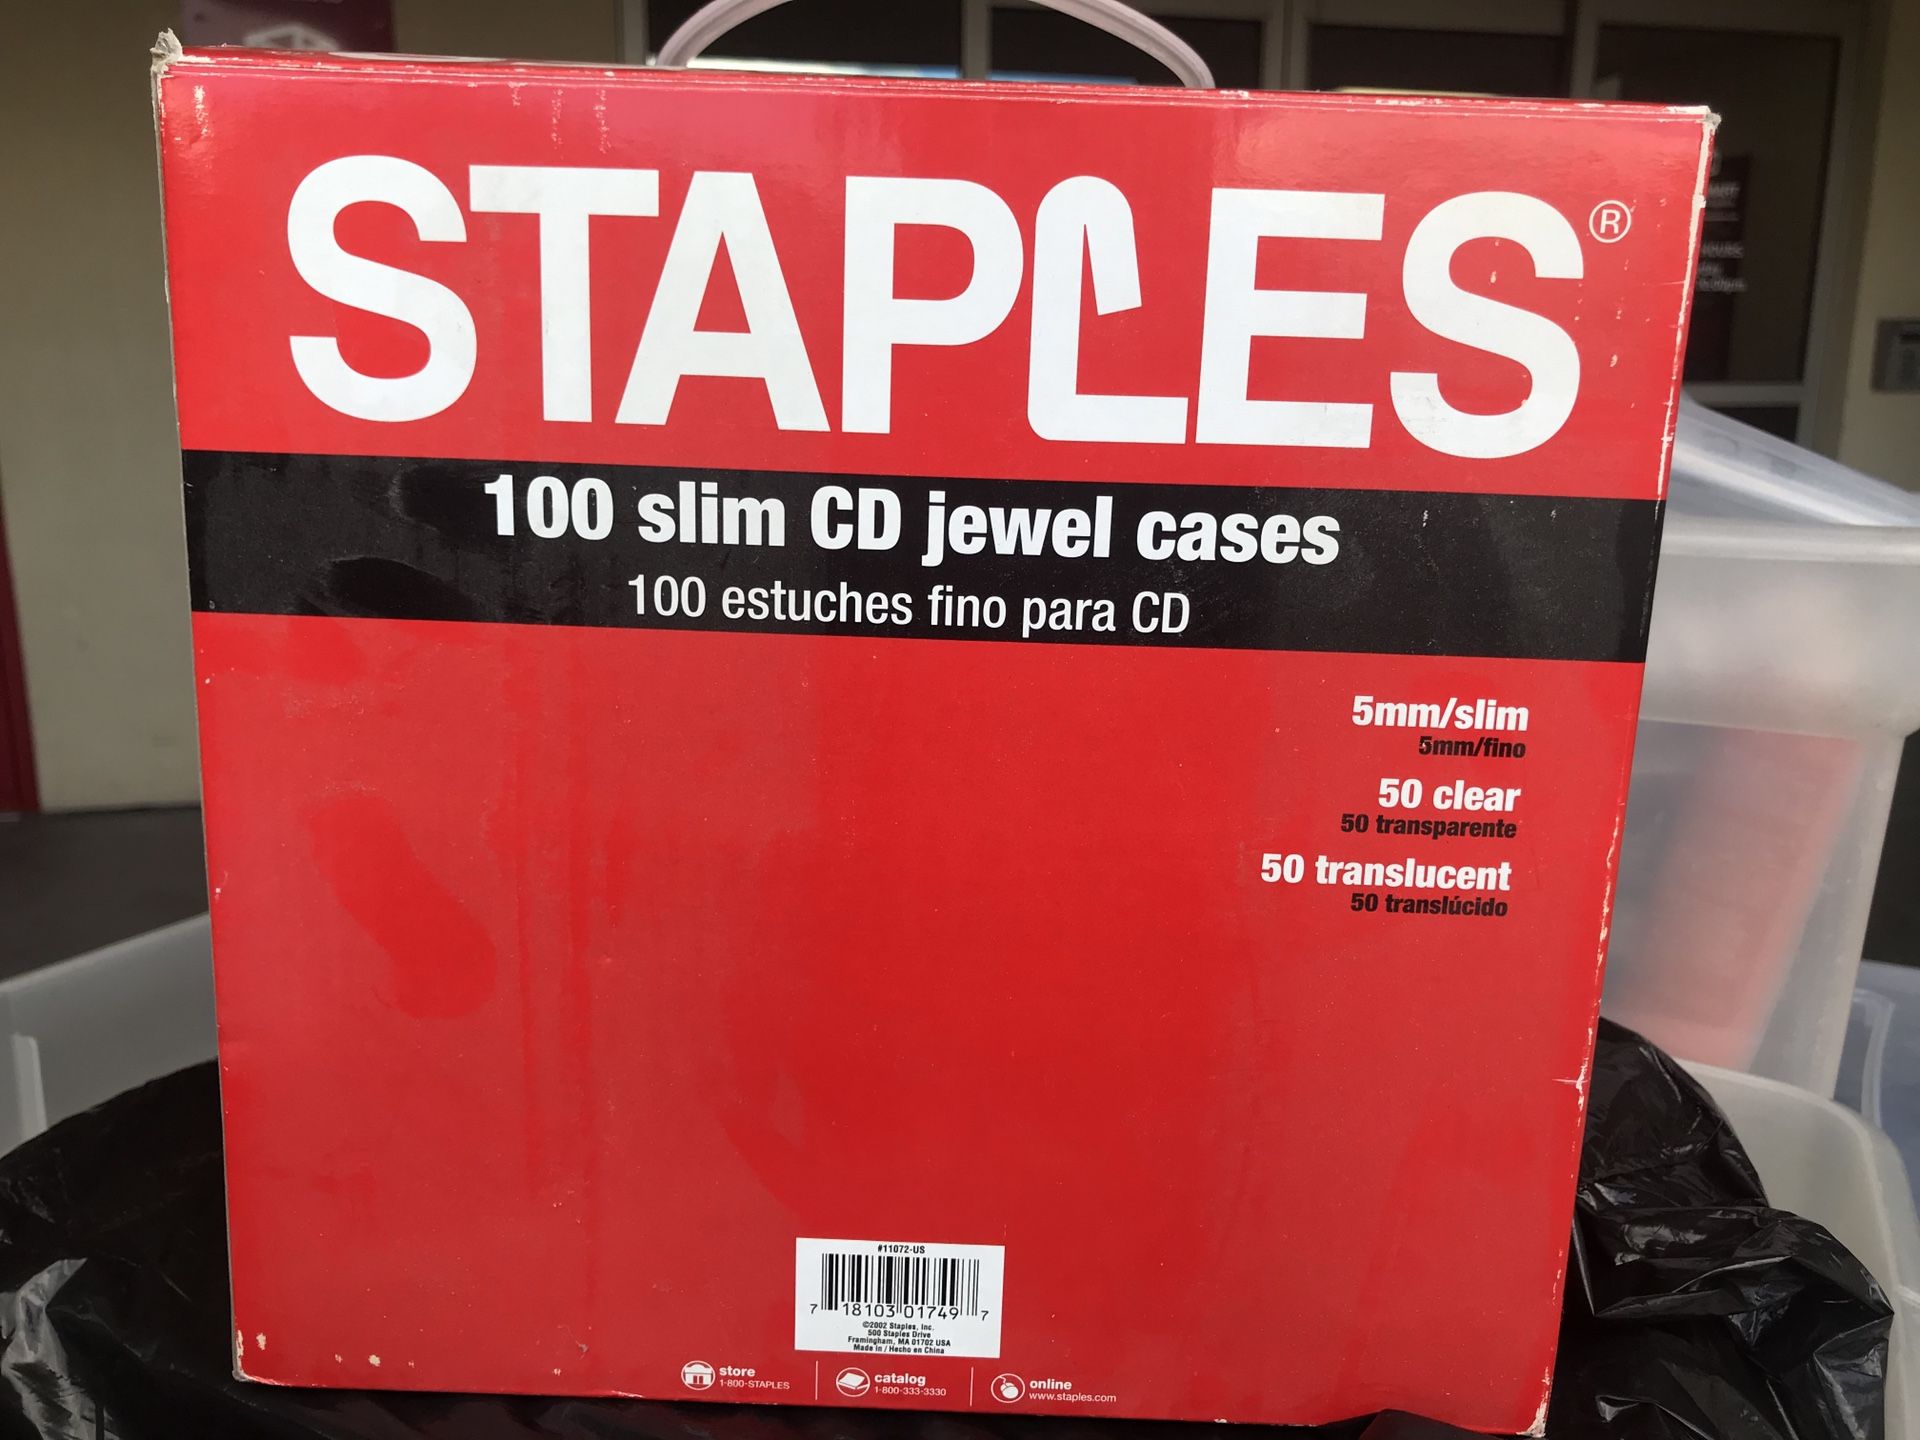 STAPLES®
100 slim CD jewel cases
100 estuches fino para CD
5mm/slim
5mm/fino
50 clear
50 transparente
50 translucent
50 translúcido
#11072-US
7 18103 01749 7
©2002 Staples, Inc.
500 Staples Drive
Framingham, MA 01702 USA
Made in / Hecho en China
store
1-800-STAPLES
catalog
1-800-333-3330
online
www.staples.com